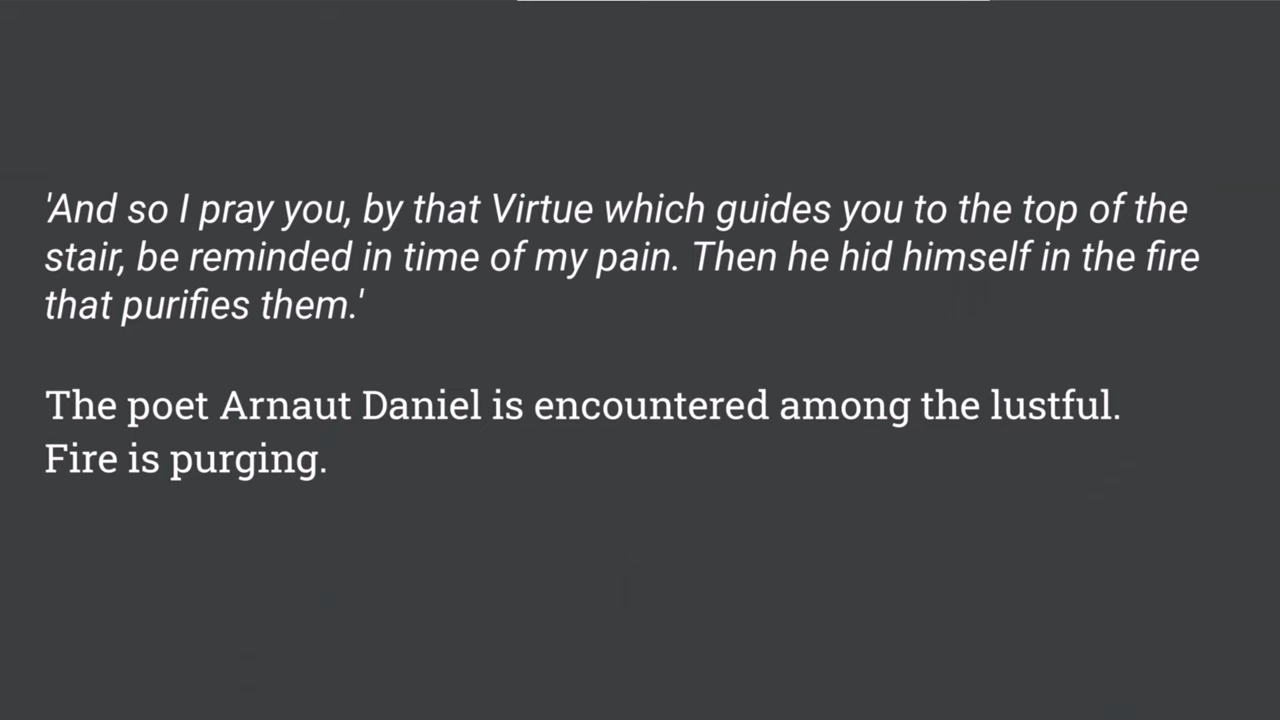 'And so I pray you, by that Virtue which guides you to the top of the
stair, be reminded in time of my pain. Then he hid himself in the fire
that purifies them.'
The poet Arnaut Daniel is encountered among the lustful.
Fire is purging.